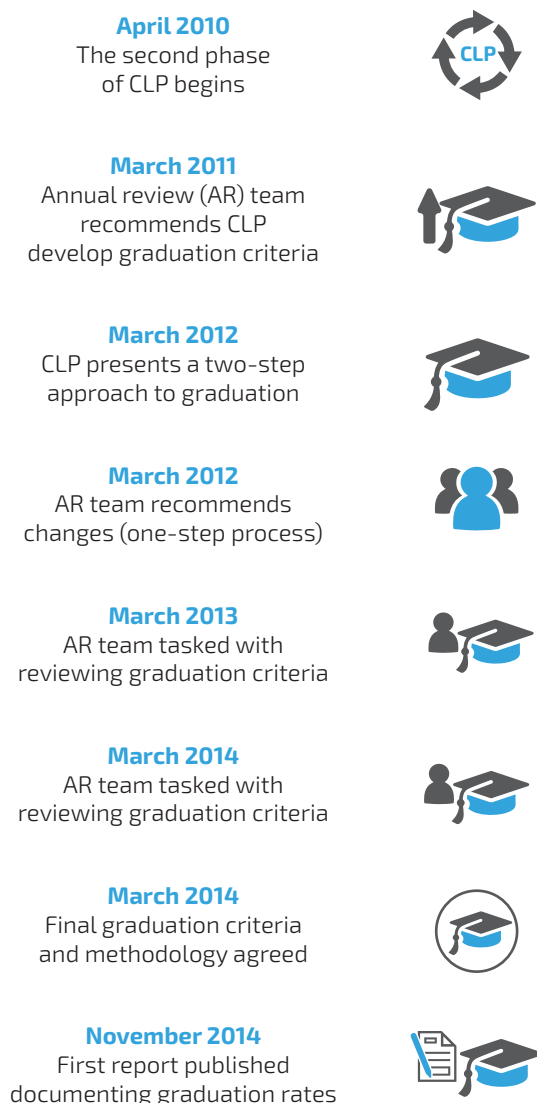 April 2010
The second phase
of CLP begins
CLP
March 2011
Annual review (AR) team
recommends CLP
develop graduation criteria
March 2012
CLP presents a two-step
approach to graduation
March 2012
AR team recommends
changes (one-step process)
March 2013
AR team tasked with
reviewing graduation criteria
March 2014
AR team tasked with
reviewing graduation criteria
March 2014
Final graduation criteria
and methodology agreed
November 2014
First report published
documenting graduation rates